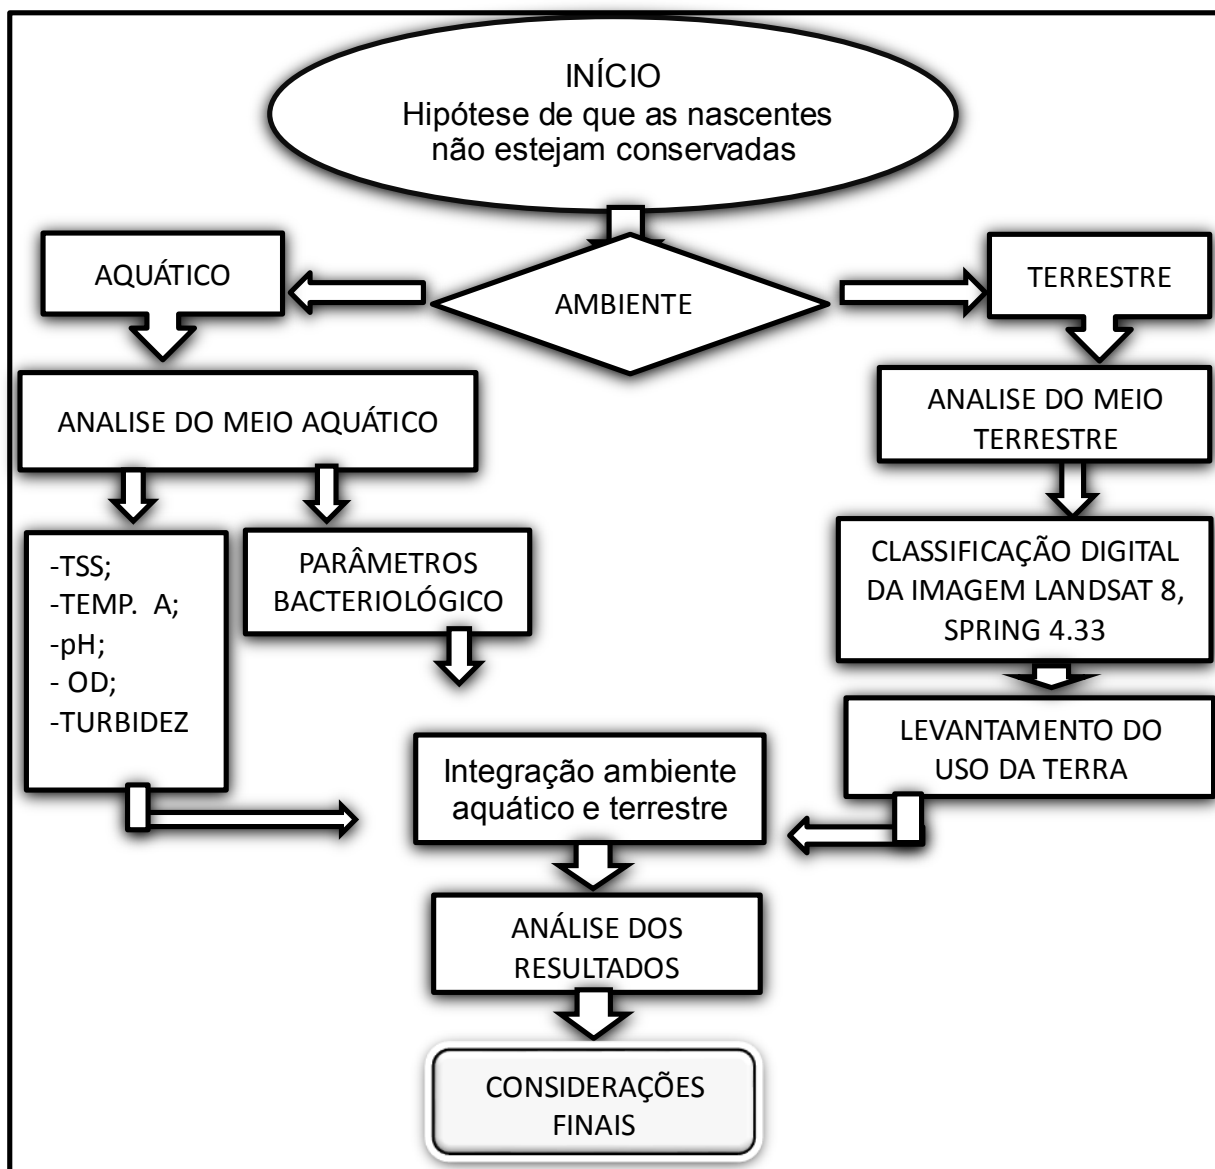 INÍCIO
Hipótese de que as nascentes
não estejam conservadas
AQUÁTICO
AMBIENTE
TERRESTRE
ANALISE DO MEIO AQUÁTICO
ANALISE DO MEIO
TERRESTRE
-TSS;
-TEMP. A;
-pH;
- OD;
-TURBIDEZ
PARÂMETROS
BACTERIOLÓGICO
CLASSIFICAÇÃO DIGITAL
DA IMAGEM LANDSAT 8,
SPRING 4.33
LEVANTAMENTO DO
USO DA TERRA
Integração ambiente
aquático e terrestre
ANÁLISE DOS
RESULTADOS
CONSIDERAÇÕES
FINAIS